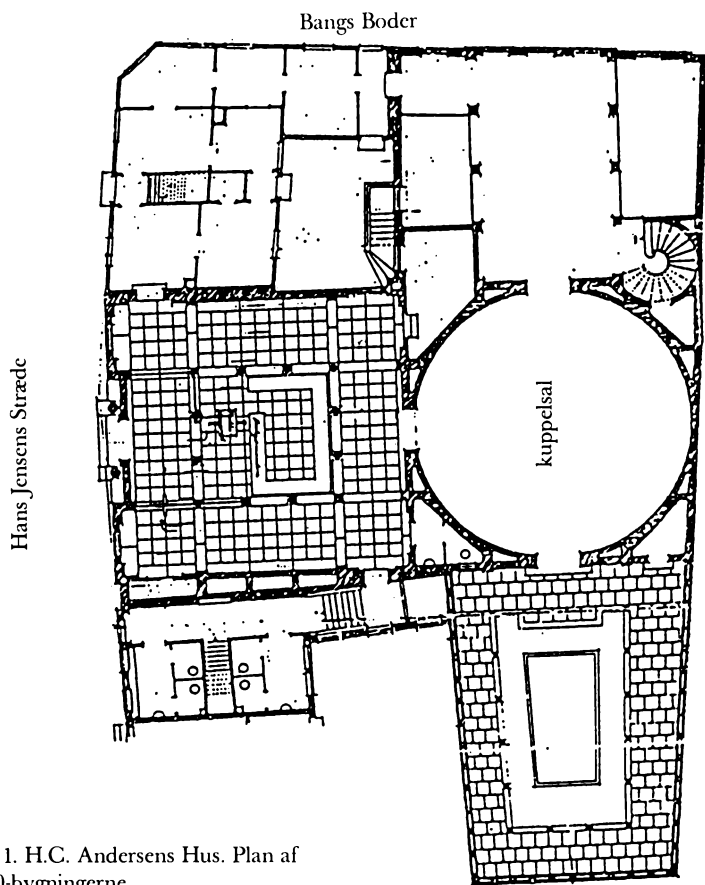 Bangs Boder
Hans Jensens Stræde
kuppelsal
1. H.C. Andersens Hus. Plan af